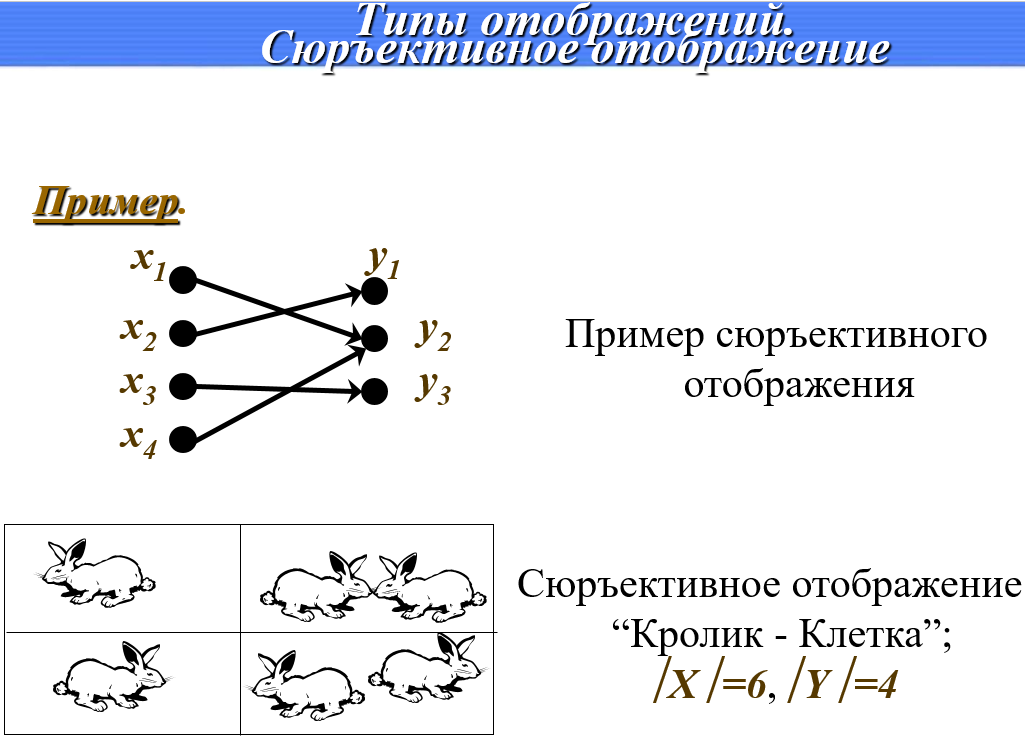 Типы отображений.
Сюръективное отображение
Пример.
x1 y1
x2 y2
x3 y3
x4
Пример сюръективного
отображения
Сюръективное отображение
“Кролик - Клетка”;
/X/=6, /Y/=4